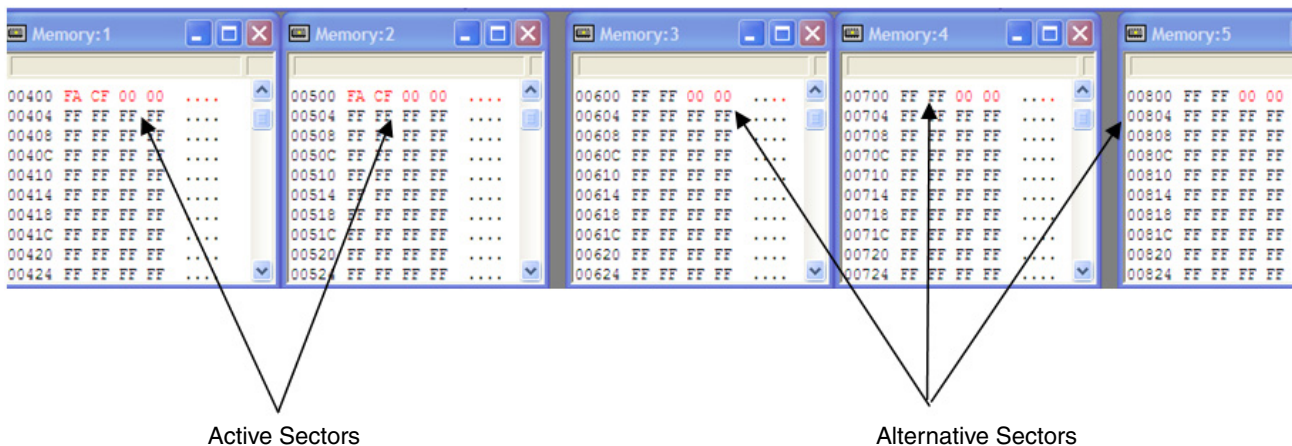 Memory:1
00400 FA CF 00 00 ....
00404 FF FF FF FF ....
00408 FF FF FF FF ....
0040C FF FF FF FF ....
00410 FF FF FF FF ....
00414 FF FF FF FF ....
00418 FF FF FF FF ....
0041C FF FF FF FF ....
00420 FF FF FF FF ....
00424 FF FF FF FF ....
Memory:2
00500 FA CF 00 00 ....
00504 FF FF FF FF ....
00508 FF FF FF FF ....
0050C FF FF FF FF ....
00510 FF FF FF FF ....
00514 FF FF FF FF ....
00518 FF FF FF FF ....
0051C FF FF FF FF ....
00520 FF FF FF FF ....
00524 FF FF FF FF ....
Memory:3
00600 FF FF 00 00 ....
00604 FF FF FF FF ....
00608 FF FF FF FF ....
0060C FF FF FF FF ....
00610 FF FF FF FF ....
00614 FF FF FF FF ....
00618 FF FF FF FF ....
0061C FF FF FF FF ....
00620 FF FF FF FF ....
00624 FF FF FF FF ....
Memory:4
00700 FF FF 00 00 ....
00704 FF FF FF FF ....
00708 FF FF FF FF ....
0070C FF FF FF FF ....
00710 FF FF FF FF ....
00714 FF FF FF FF ....
00718 FF FF FF FF ....
0071C FF FF FF FF ....
00720 FF FF FF FF ....
00724 FF FF FF FF ....
Memory:5
00800 FF FF 00 00
00804 FF FF FF FF
00808 FF FF FF FF
0080C FF FF FF FF
00810 FF FF FF FF
00814 FF FF FF FF
00818 FF FF FF FF
0081C FF FF FF FF
00820 FF FF FF FF
00824 FF FF FF FF
Active Sectors
Alternative Sectors